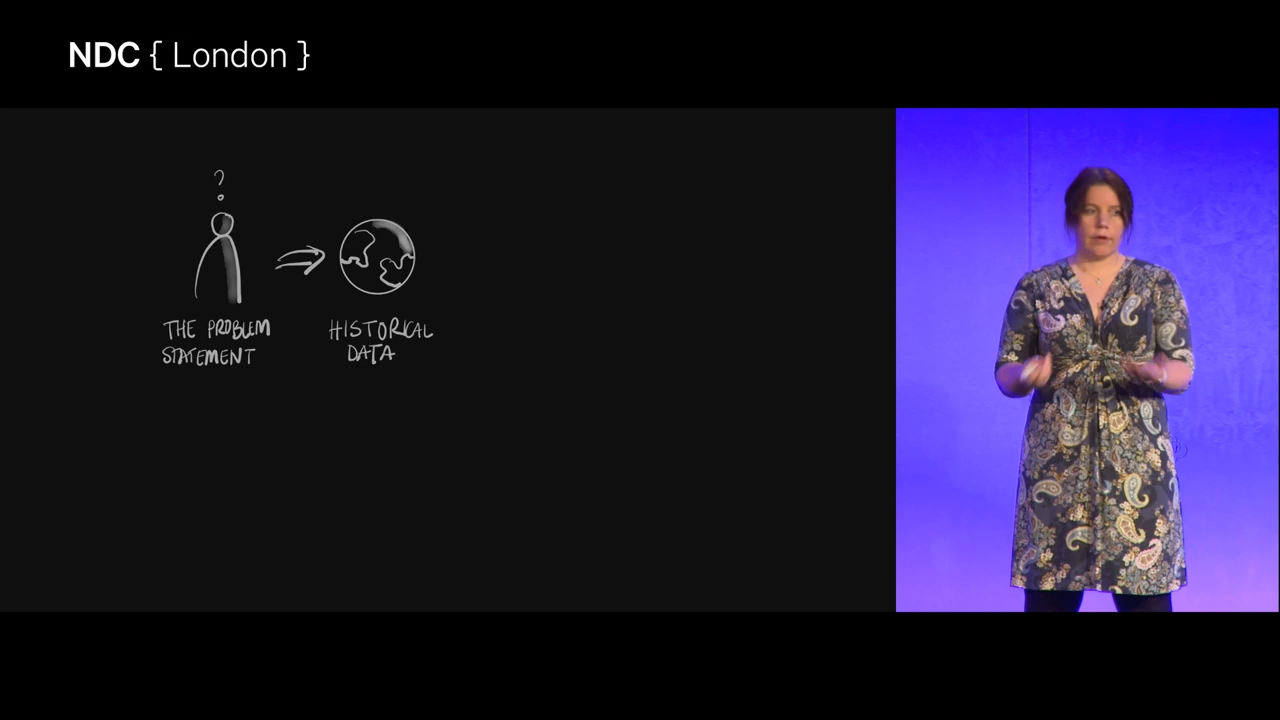 NDC { London }
?
THE PROBLEM
STATEMENT
HISTORICAL
DATA